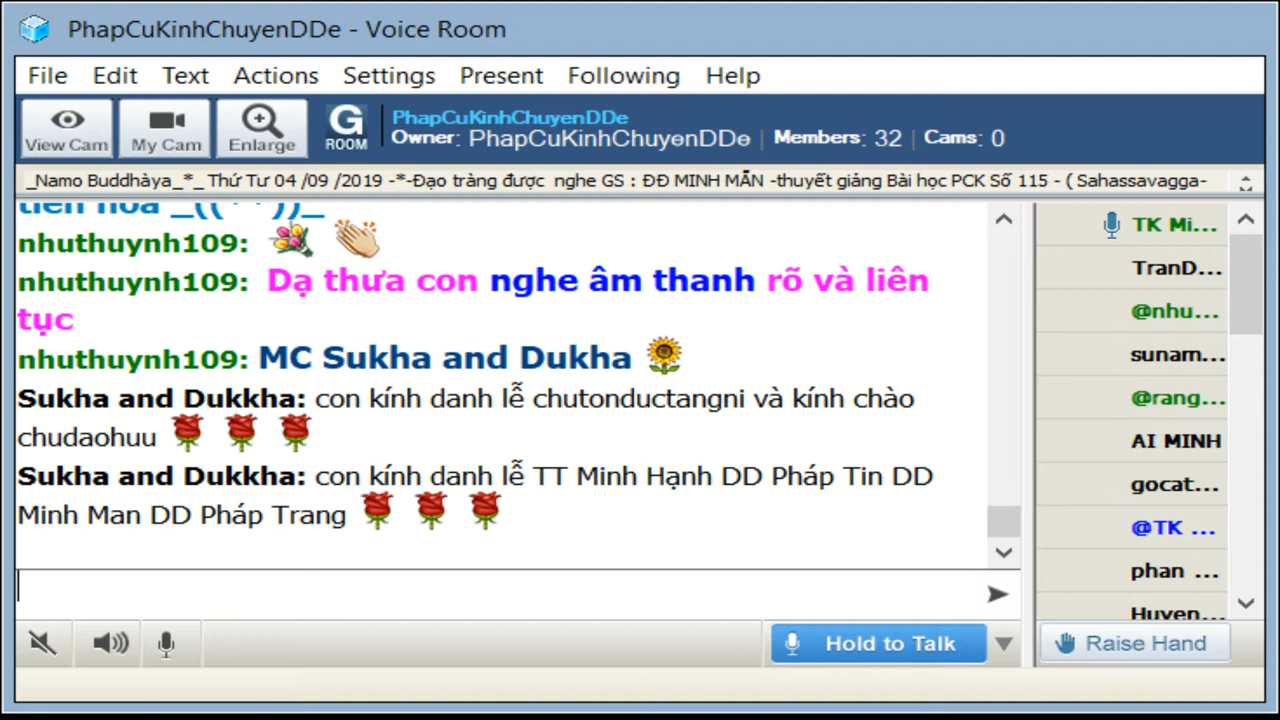 PhapCuKinhChuyenDDe - Voice Room
File Edit Text Actions Settings Present Following Help
View Cam My Cam Enlarge G ROOM
PhapCuKinhChuyenDDe
Owner: PhapCuKinhChuyɵnDDɵ | Members: 32 | Cams: 0
_Namo Buddhàya_*_ Thứ Tư 04 /09 /2019 -*-Đạo tràng được nghe GS : ĐĐ MINH MẪN -thuyết giảng Bài học PCK Số 115 - ( Sahassavagga-
nhuthuynh109:
nhuthuynh109: Dạ thưa con nghe âm thanh rõ và liên
tục
nhuthuynh109: MC Sukha and Dukha
Sukha and Dukkha: con kính danh lễ chutonductangni và kính chào
chudaohuu
Sukha and Dukkha: con kính danh lễ TT Minh Hạnh DD Pháp Tin DD
Minh Man DD Pháp Trang
TK Mi...
TranD...
@nhu...
sunam...
@rang...
AI MINH
gocat...
@TK ...
phan ...
Huyen...
Hold to Talk
Raise Hand